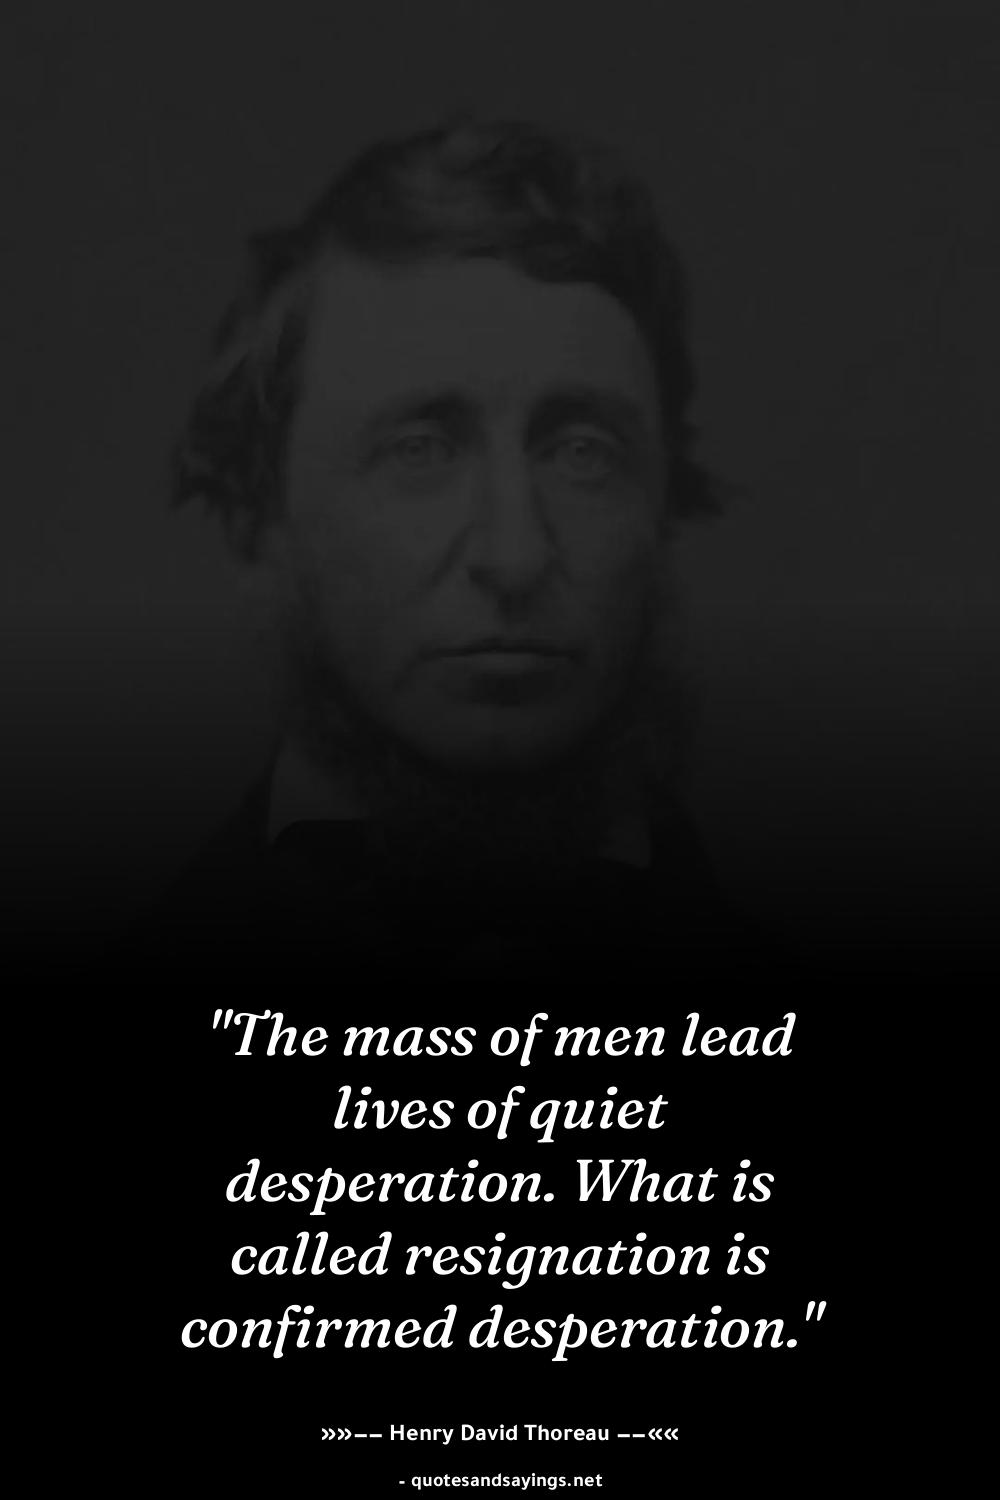 "The mass of men lead
lives of quiet
desperation. What is
called resignation is
confirmed desperation."
»»−− Henry David Thoreau −−««
- quotesandsayings.net